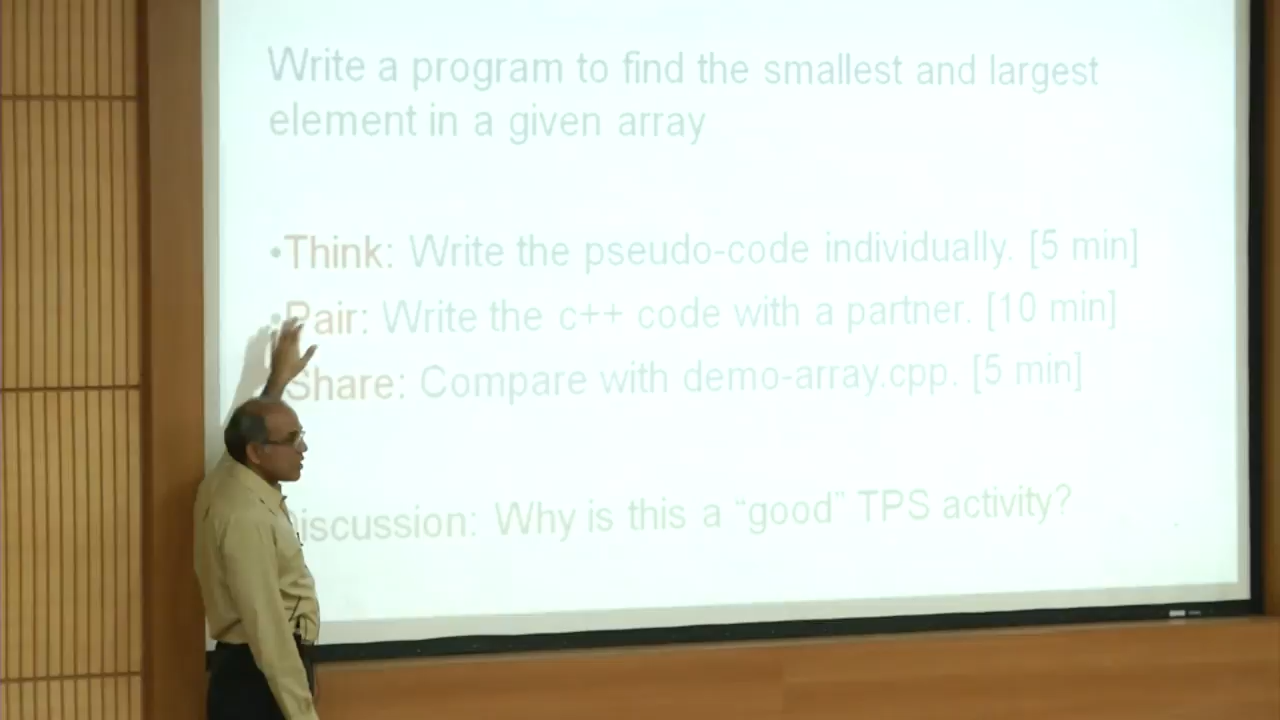 Write a program to find the smallest and largest
element in a given array
•Think: Write the pseudo-code individually. [5 min]
•Pair: Write the c++ code with a partner. [10 min]
Share: Compare with demo-array.cpp. [5 min]
iscussion: Why is this a “good” TPS activity?